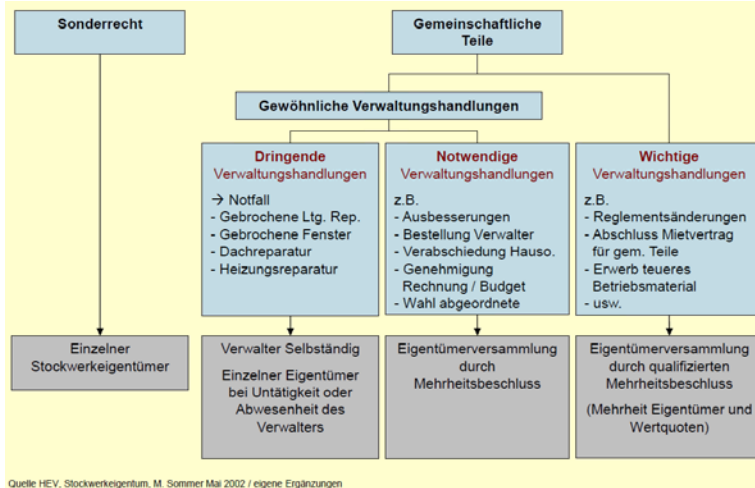 Sonderrecht
Gemeinschaftliche
Teile
Gewöhnliche Verwaltungshandlungen
Dringende
Verwaltungshandlungen
→ Notfall
- Gebrochene Ltg. Rep.
- Gebrochene Fenster
- Dachreparatur
- Heizungsreparatur
Notwendige
Verwaltungshandlungen
z.B.
- Ausbesserungen
- Bestellung Verwalter
- Verabschiedung Hauso.
- Genehmigung
Rechnung / Budget
- Wahl abgeordnete
Wichtige
Verwaltungshandlungen
z.B.
- Reglementsänderungen
- Abschluss Mietvertrag
für gem. Teile
- Erwerb teueres
Betriebsmaterial
- usw.
Einzelner
Stockwerkeigentümer
Verwalter Selbständig
Einzelner Eigentümer
bei Untätigkeit oder
Abwesenheit des
Verwalters
Eigentümerversammlung
durch
Mehrheitsbeschluss
Eigentümerversammlung
durch qualifizierten
Mehrheitsbeschluss
(Mehrheit Eigentümer und
Wertquoten)
Quelle HEV, Stockwerkeigentum, M. Sommer Mai 2002 / eigene Ergänzungen